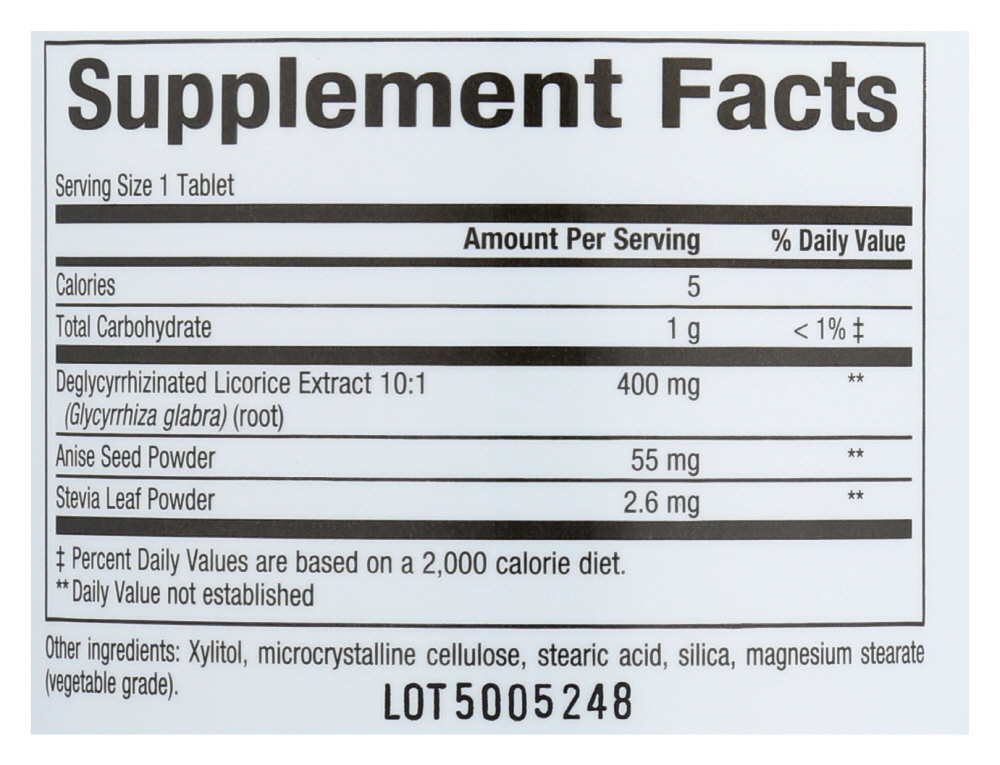 Supplement Facts
Serving Size 1 Tablet
Amount Per Serving % Daily Value
Calories 5
Total Carbohydrate 1 g < 1% ‡
Deglycyrrhizinated Licorice Extract 10:1 400 mg **
(Glycyrrhiza glabra) (root)
Anise Seed Powder 55 mg **
Stevia Leaf Powder 2.6 mg **
‡ Percent Daily Values are based on a 2,000 calorie diet.
** Daily Value not established
Other ingredients: Xylitol, microcrystalline cellulose, stearic acid, silica, magnesium stearate
(vegetable grade).
LOT5005248